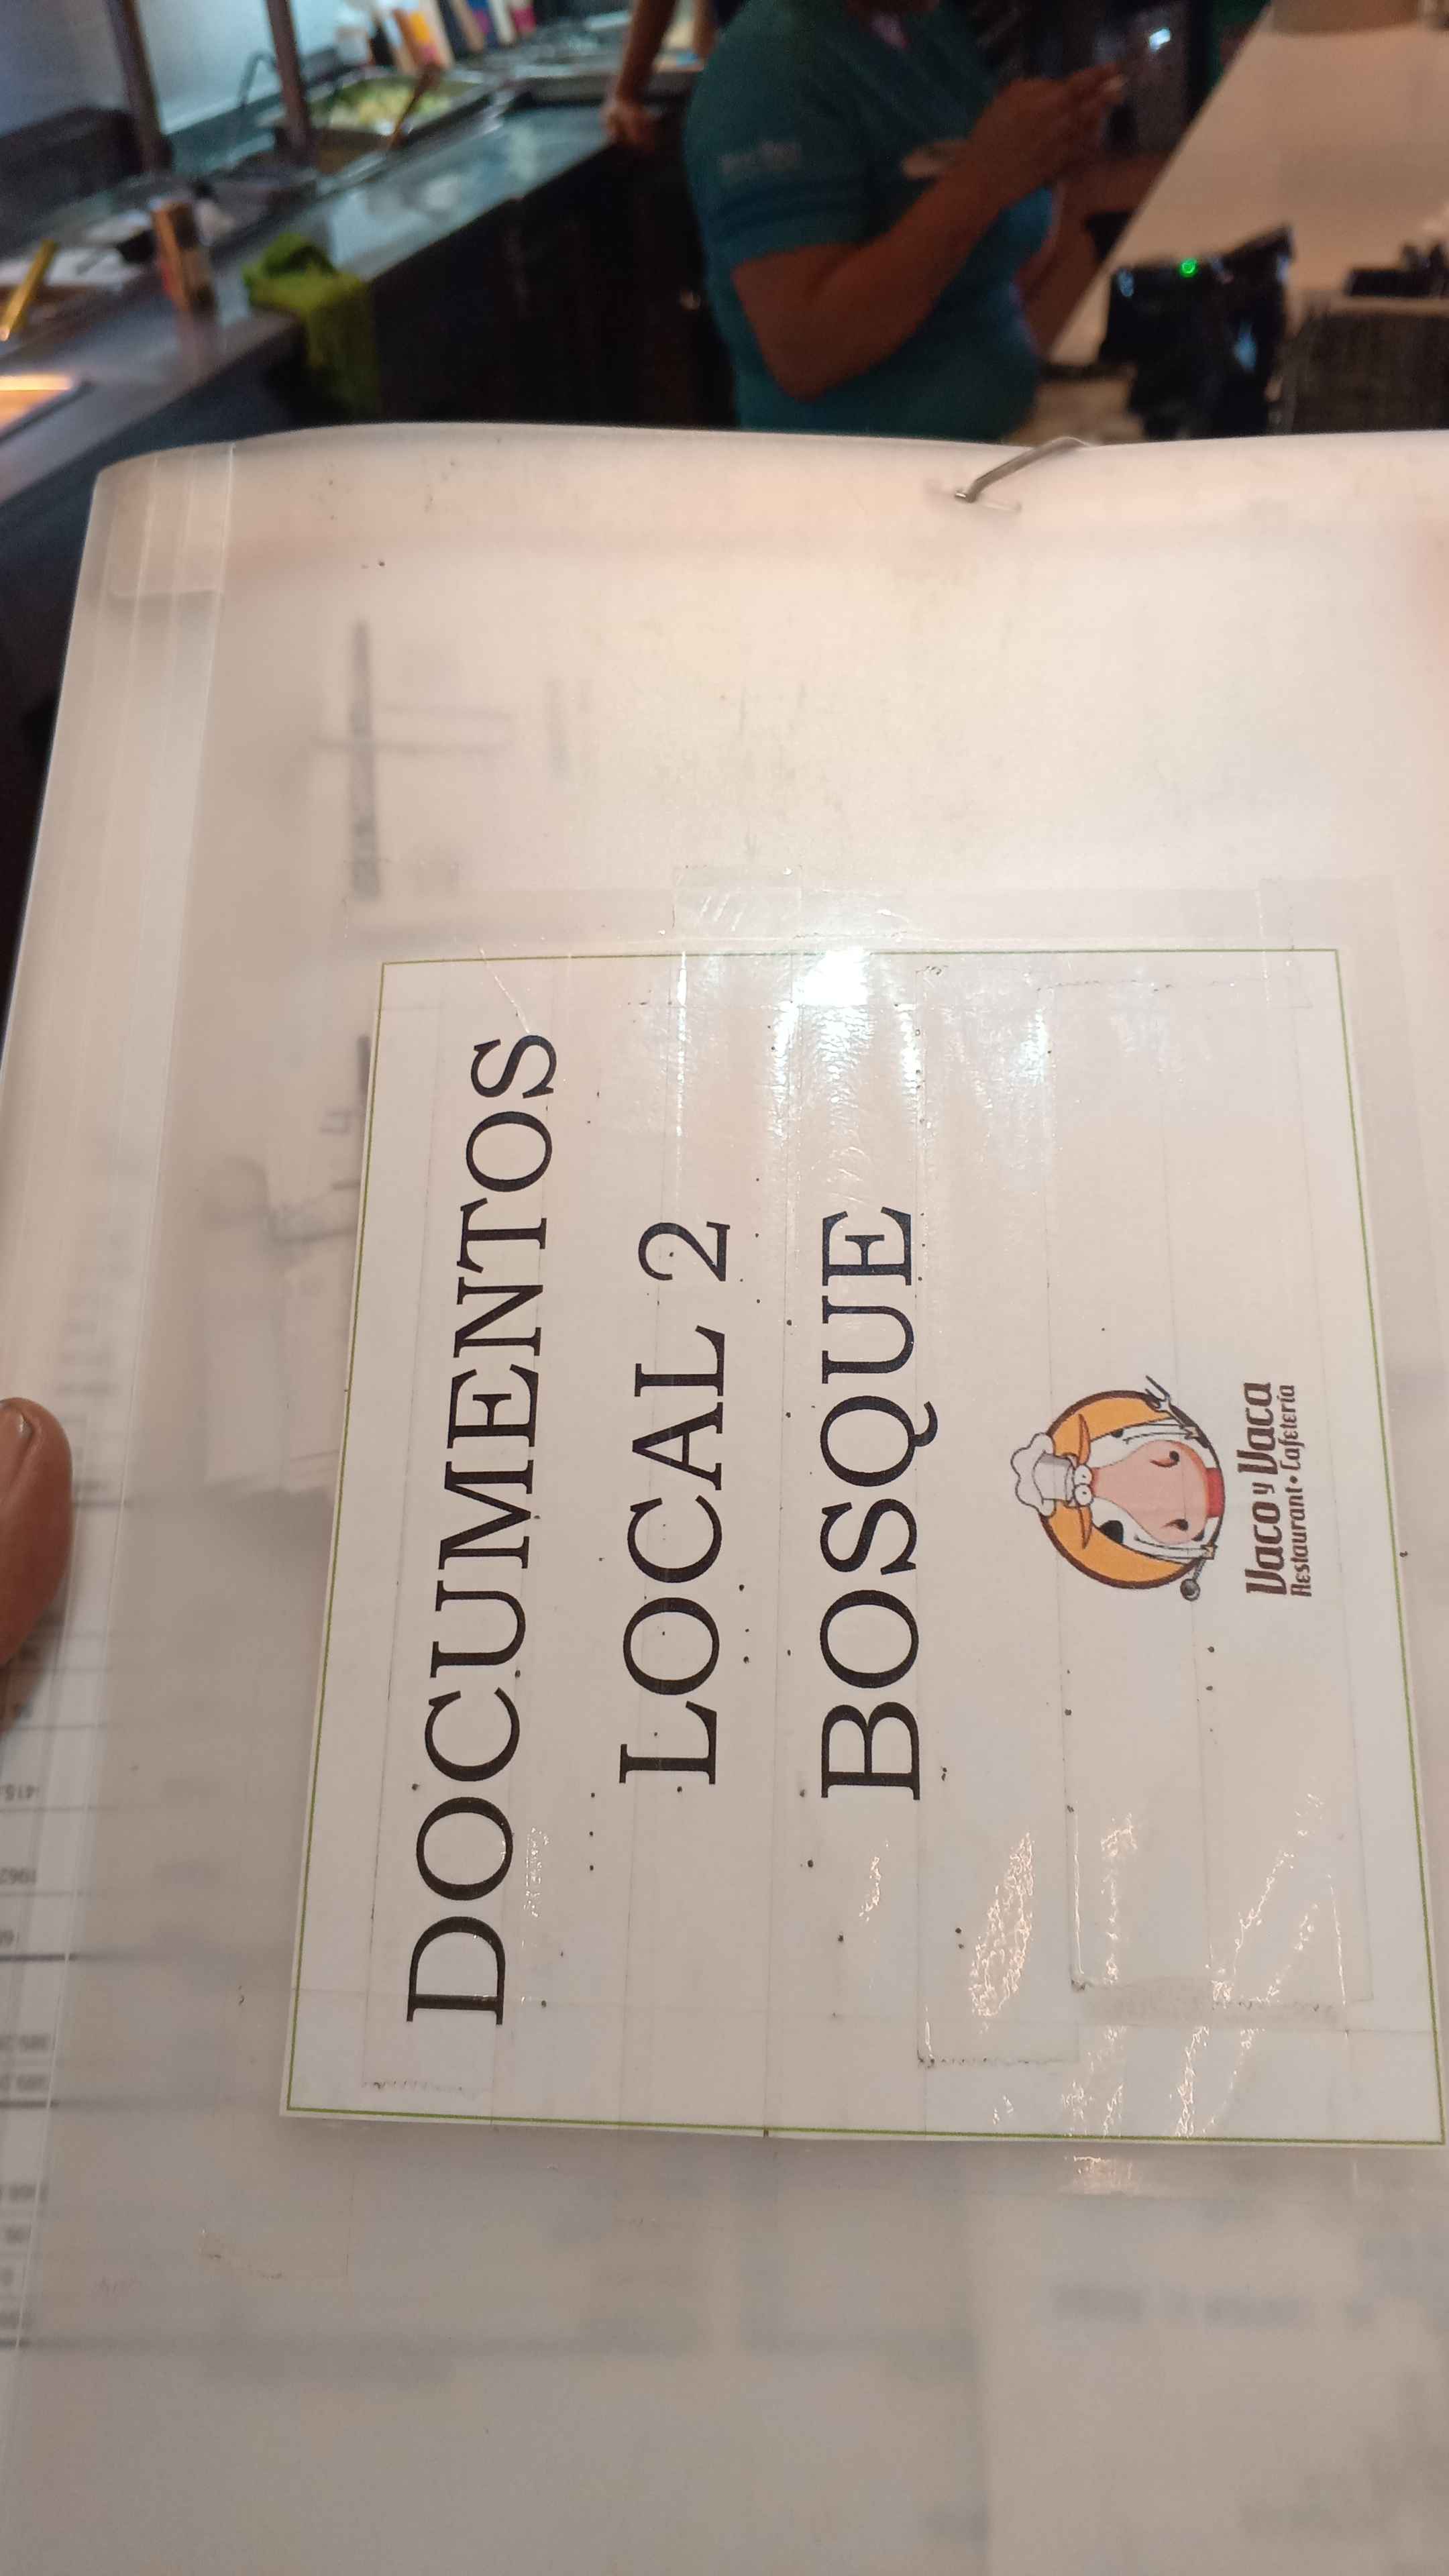 DOCUMENTOS
LOCAL 2
BOSQUE
Vaco y Vaca
Restaurant • Cafetería